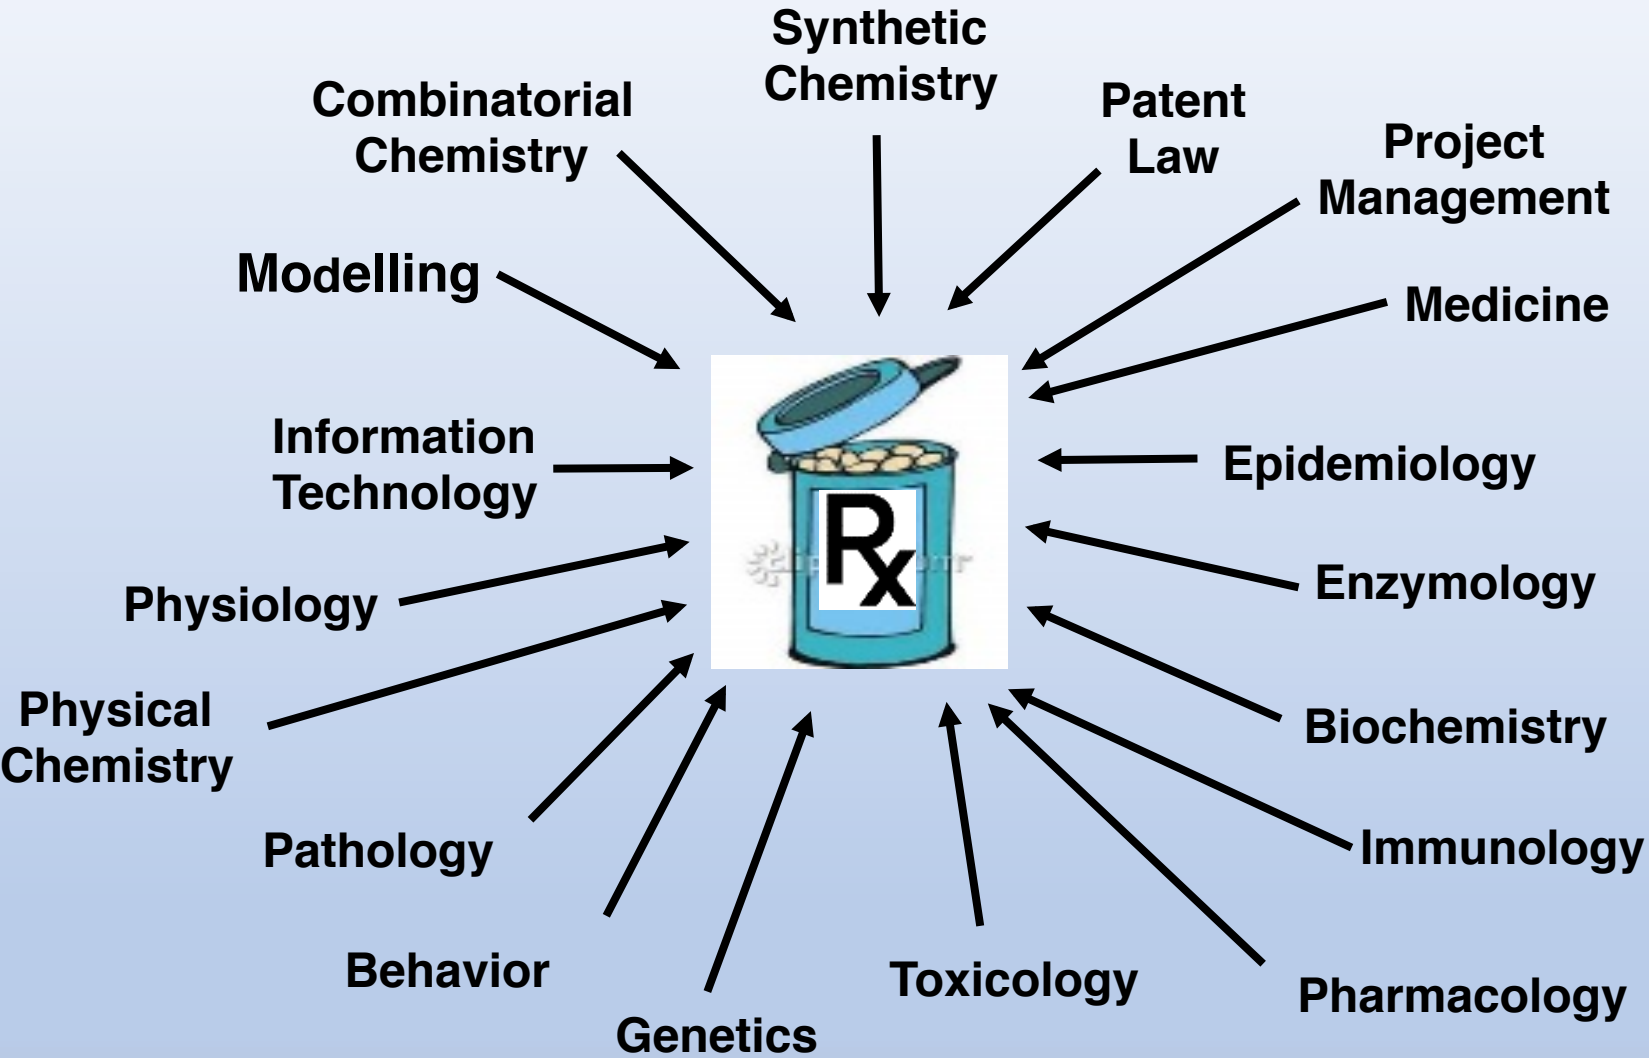 Synthetic
Chemistry
Combinatorial
Chemistry
Patent
Law
Project
Management
Modelling
Medicine
Information
Technology
Epidemiology
Rx
Physiology
Enzymology
Physical
Chemistry
Biochemistry
Pathology
Immunology
Behavior
Toxicology
Pharmacology
Genetics